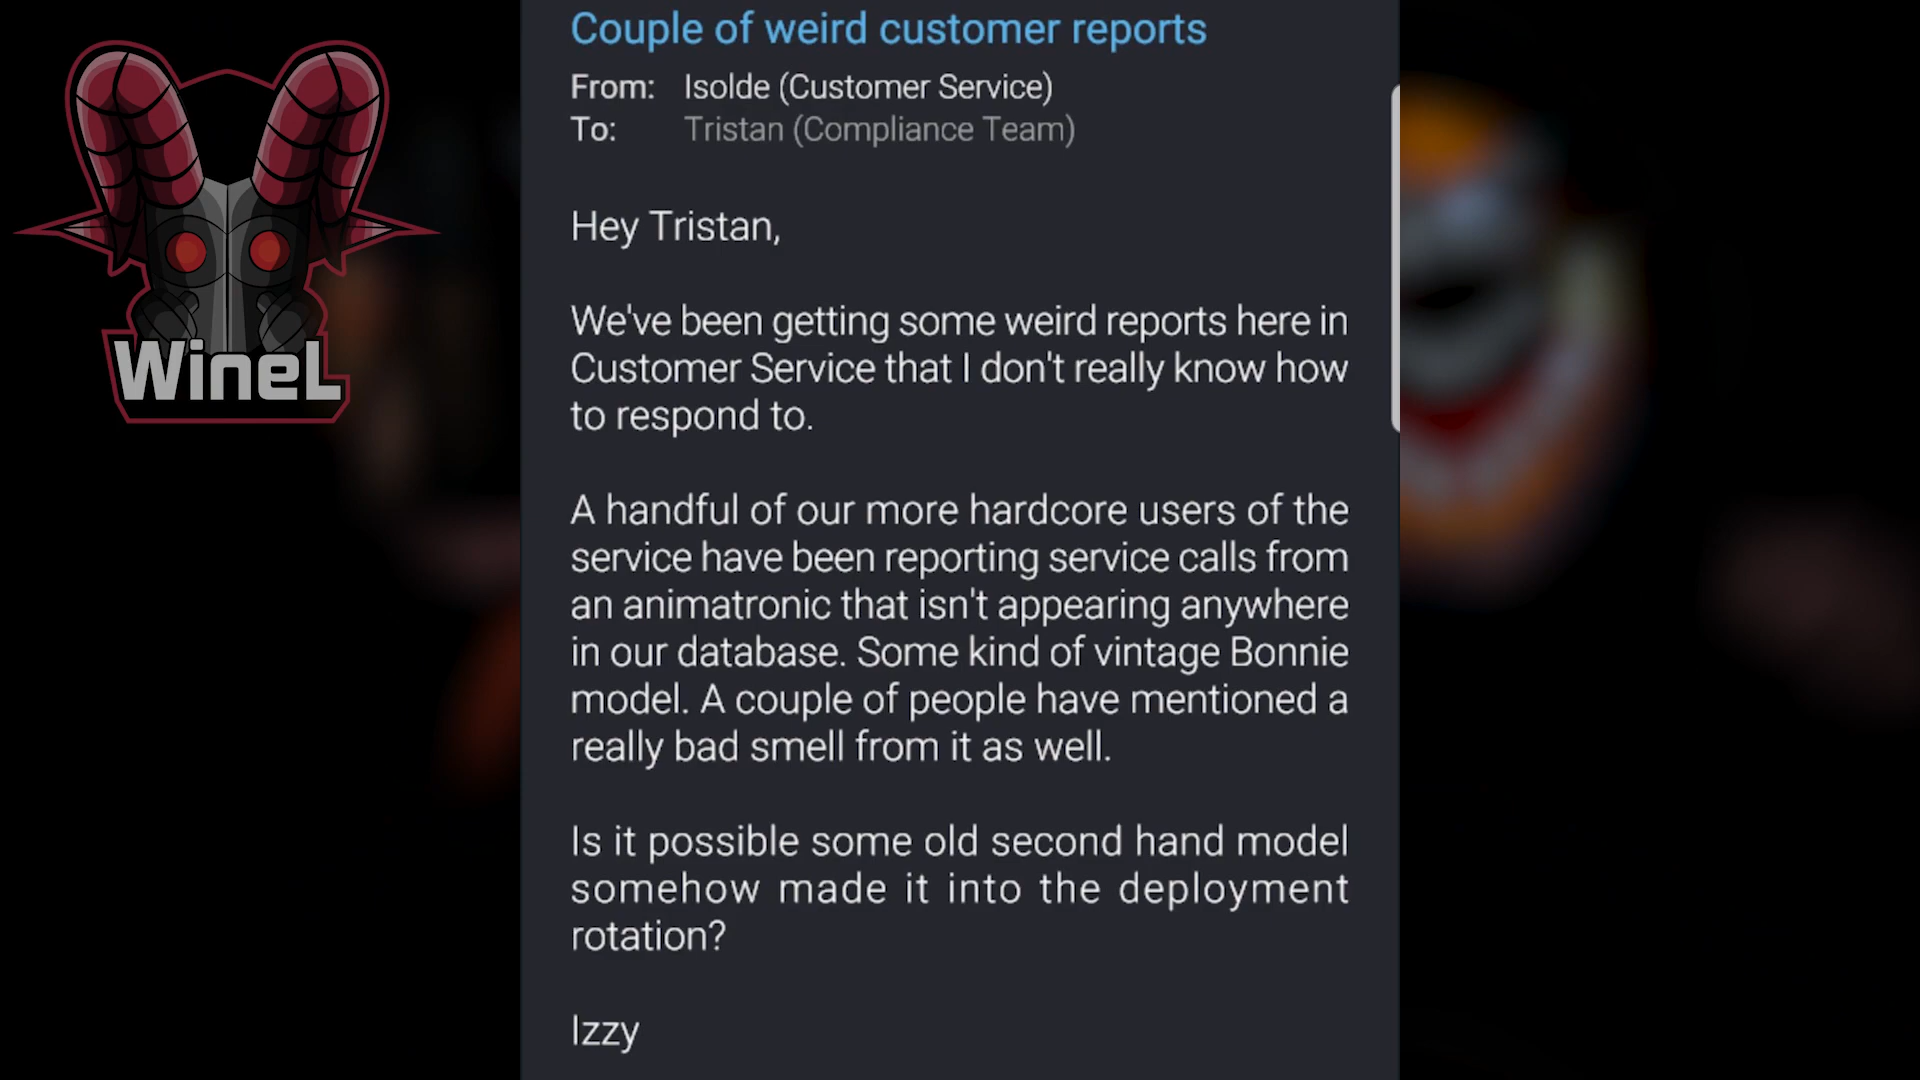 Couple of weird customer reports
From: Isolde (Customer Service)
To: Tristan (Compliance Team)
Hey Tristan,
We've been getting some weird reports here in
Customer Service that I don't really know how
to respond to.
A handful of our more hardcore users of the
service have been reporting service calls from
an animatronic that isn't appearing anywhere
in our database. Some kind of vintage Bonnie
model. A couple of people have mentioned a
really bad smell from it as well.
Is it possible some old second hand model
somehow made it into the deployment
rotation?
Izzy
WineL